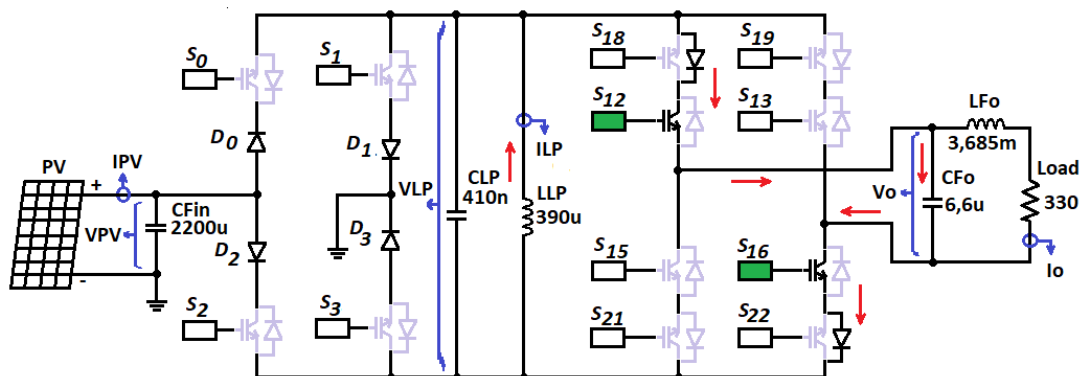 S0
S1
S18
S19
S12
S13
D0
D1
PV
IPV
+
VPV
CFin
2200u
-
D2
D3
VLP
CLP
410n
ILP
LLP
390u
LFo
3,685m
Vo
CFo
6,6u
Load
330
Io
S2
S3
S15
S16
S21
S22